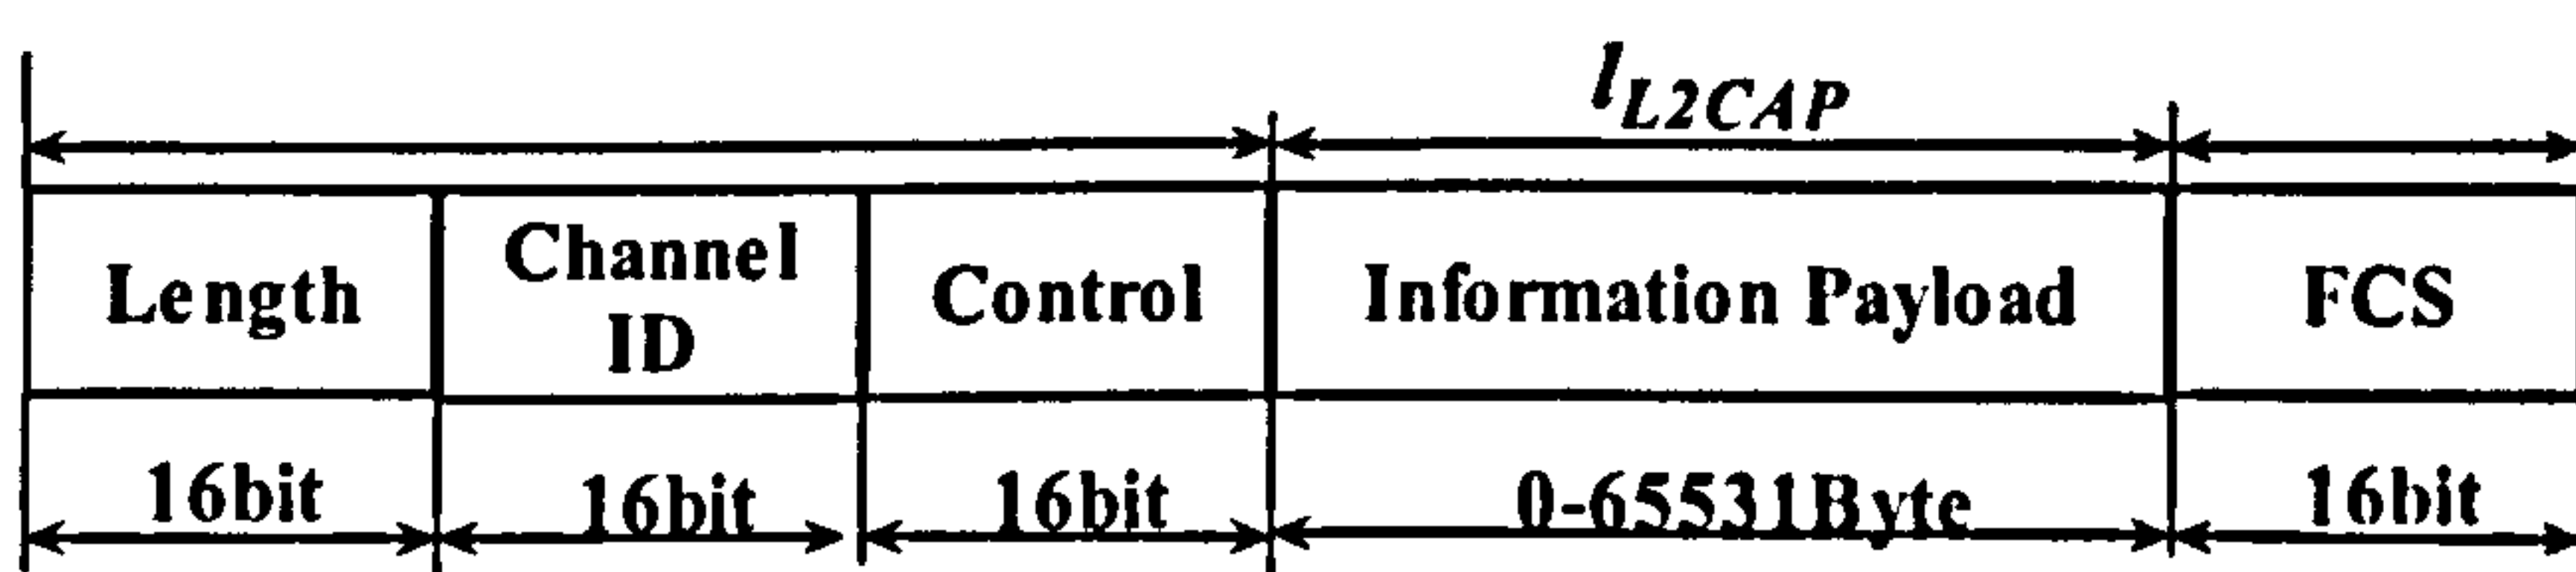 l_L2CAP
Length
Channel
ID
Control
Information Payload
FCS
16bit
16bit
16bit
0-65531Byte
16bit